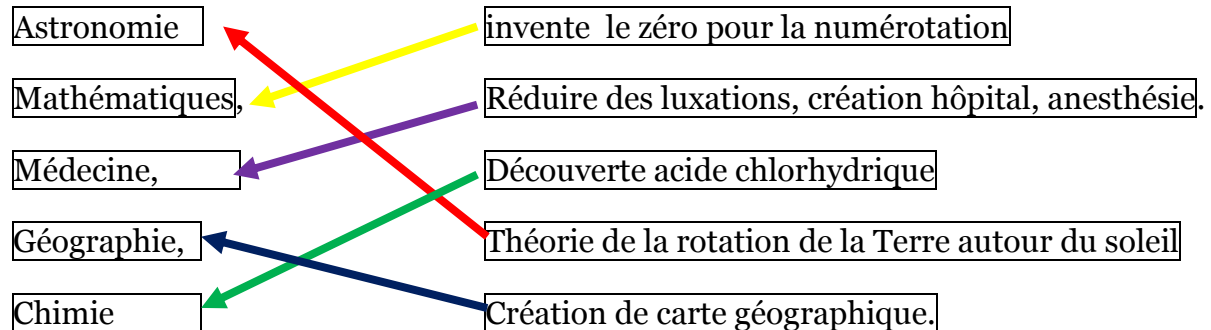 Astronomie invente le zéro pour la numérotation
Mathématiques, Réduire des luxations, création hôpital, anesthésie.
Médecine, Découverte acide chlorhydrique
Géographie, Théorie de la rotation de la Terre autour du soleil
Chimie Création de carte géographique.